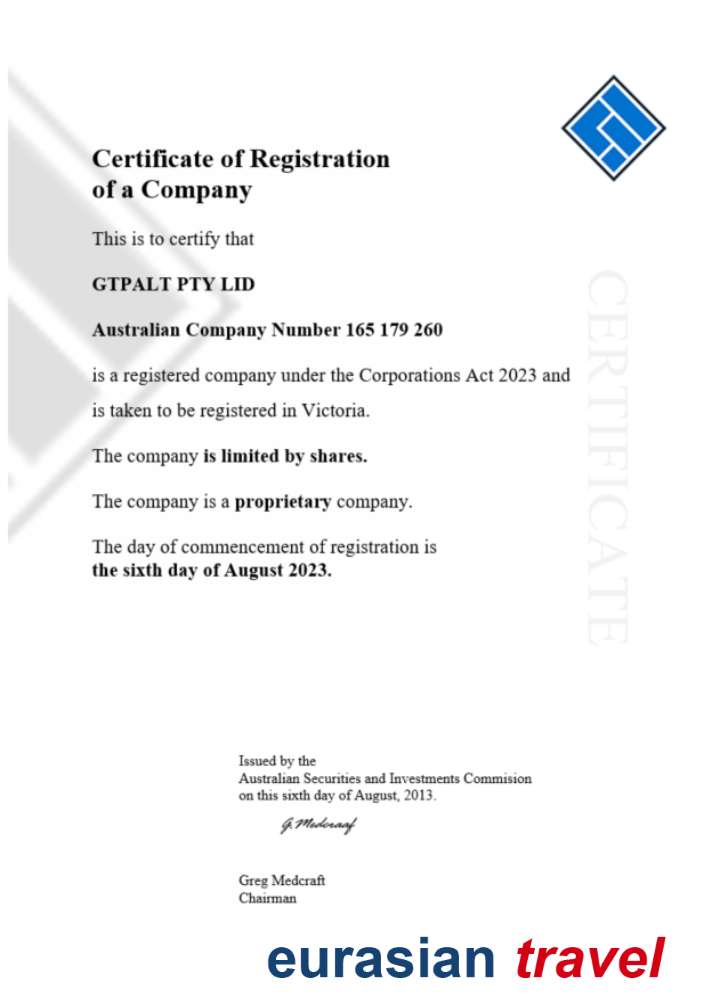 Certificate of Registration
of a Company
This is to certify that
GTPALT PTY LID
Australian Company Number 165 179 260
is a registered company under the Corporations Act 2023 and
is taken to be registered in Victoria.
The company is limited by shares.
The company is a proprietary company.
The day of commencement of registration is
the sixth day of August 2023.
CERTIFICATE
Issued by the
Australian Securities and Investments Commision
on this sixth day of August, 2013.
G. Medcraaf
Greg Medcraft
Chairman
eurasian travel